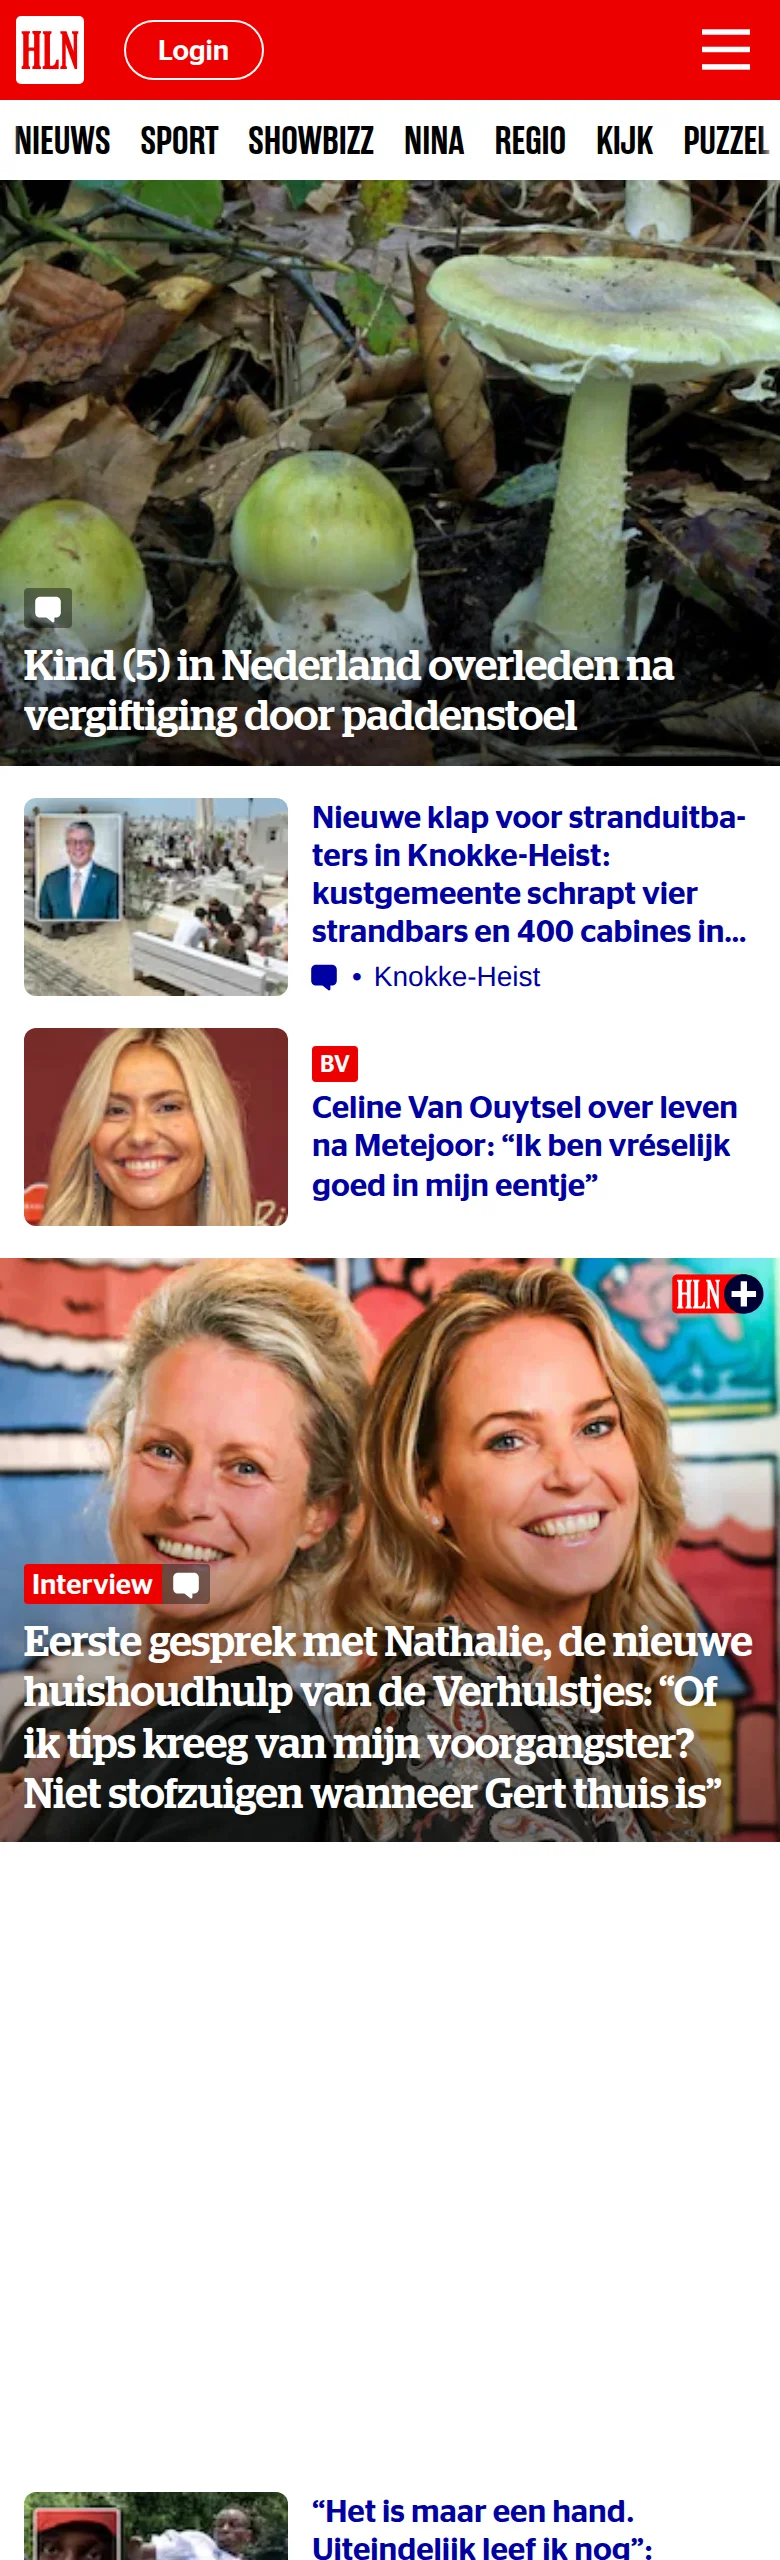 HLN
Login
NIEUWS SPORT SHOWBIZZ NINA REGIO KIJK PUZZEL
Kind (5) in Nederland overleden na
vergiftiging door paddenstoel
Nieuwe klap voor stranduitba-
ters in Knokke-Heist:
kustgemeente schrapt vier
strandbars en 400 cabines in...
• Knokke-Heist
BV
Celine Van Ouytsel over leven
na Metejoor: “Ik ben vréselijk
goed in mijn eentje”
HLN+
Interview
Eerste gesprek met Nathalie, de nieuwe
huishoudhulp van de Verhulstjes: “Of
ik tips kreeg van mijn voorgangster?
Niet stofzuigen wanneer Gert thuis is”
“Het is maar een hand.
Uiteindelijk leef ik nog”: